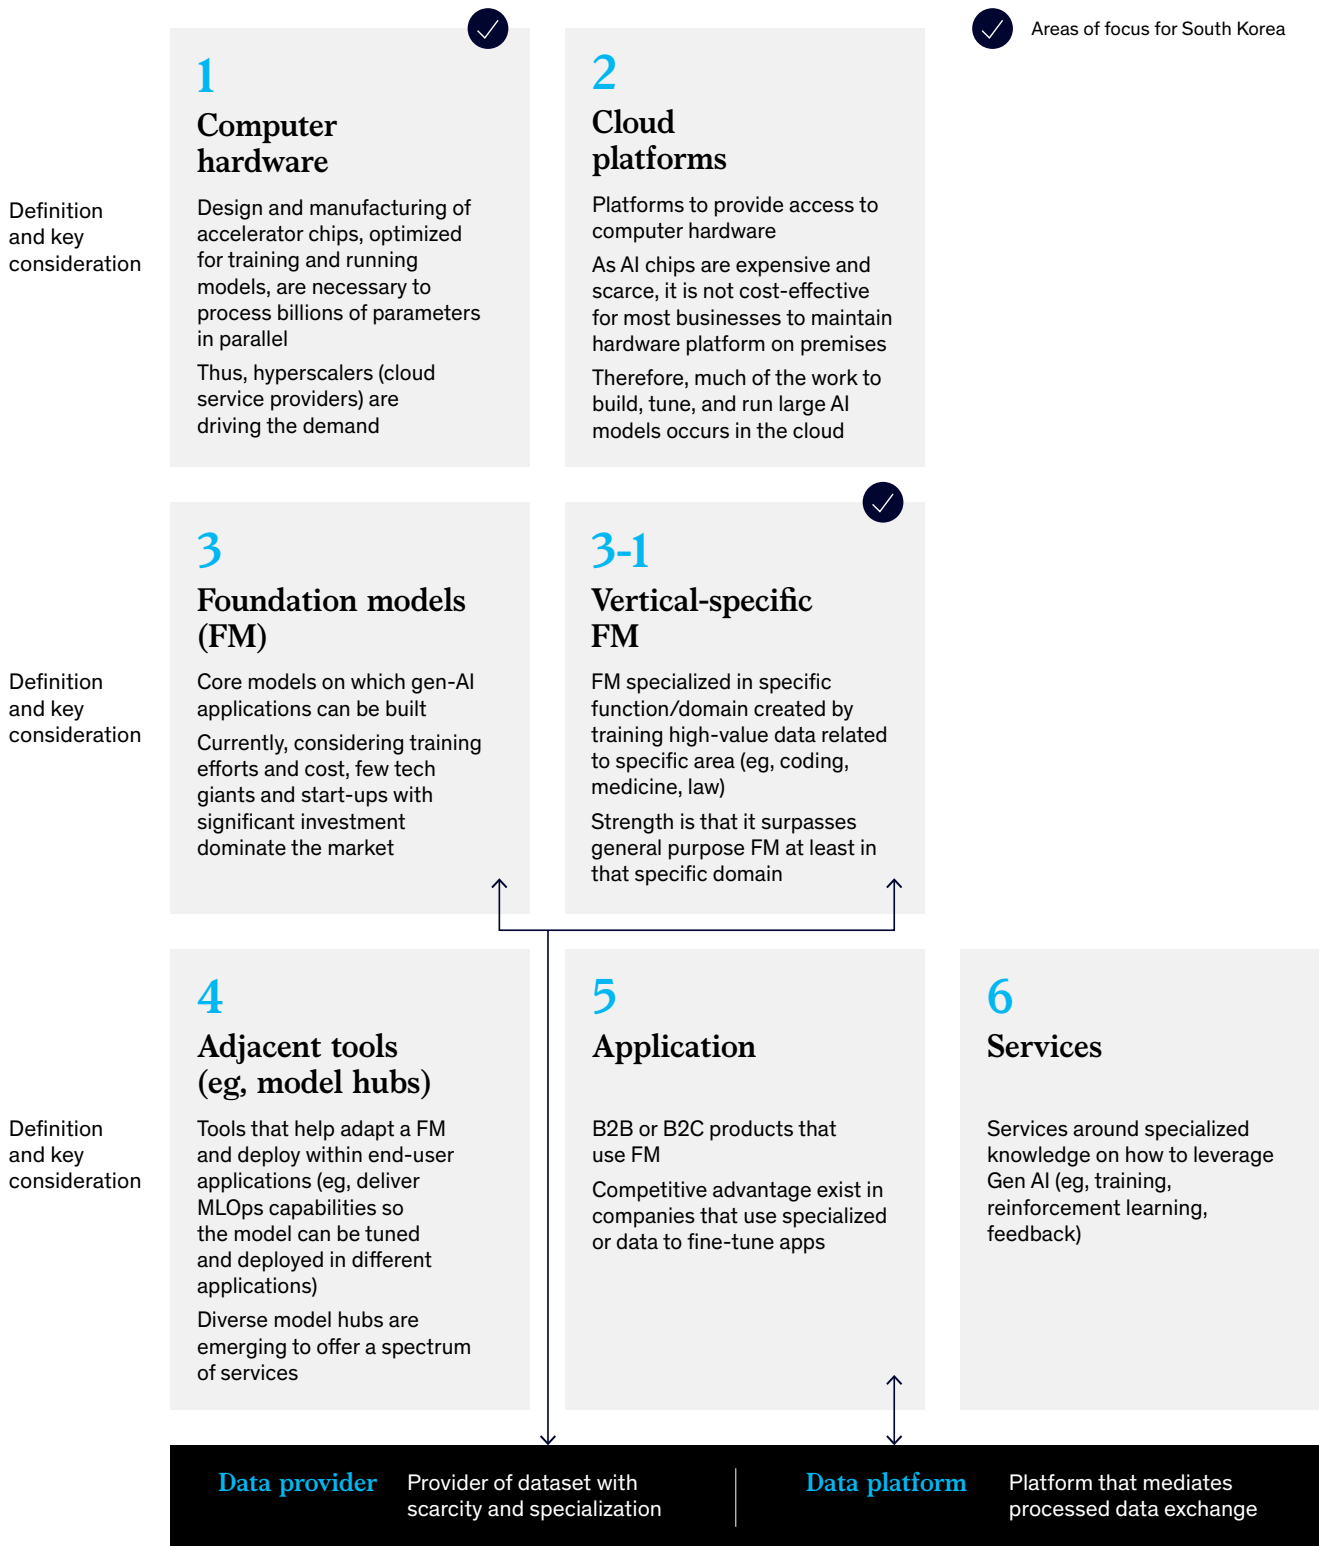 Areas of focus for South Korea
1
Computer
hardware
Definition
and key
consideration
Design and manufacturing of
accelerator chips, optimized
for training and running
models, are necessary to
process billions of parameters
in parallel
Thus, hyperscalers (cloud
service providers) are
driving the demand
2
Cloud
platforms
Platforms to provide access to
computer hardware
As AI chips are expensive and
scarce, it is not cost-effective
for most businesses to maintain
hardware platform on premises
Therefore, much of the work to
build, tune, and run large AI
models occurs in the cloud
3
Foundation models
(FM)
Definition
and key
consideration
Core models on which gen-AI
applications can be built
Currently, considering training
efforts and cost, few tech
giants and start-ups with
significant investment
dominate the market
3-1
Vertical-specific
FM
FM specialized in specific
function/domain created by
training high-value data related
to specific area (eg, coding,
medicine, law)
Strength is that it surpasses
general purpose FM at least in
that specific domain
4
Adjacent tools
(eg, model hubs)
Definition
and key
consideration
Tools that help adapt a FM
and deploy within end-user
applications (eg, deliver
MLOps capabilities so
the model can be tuned
and deployed in different
applications)
Diverse model hubs are
emerging to offer a spectrum
of services
5
Application
B2B or B2C products that
use FM
Competitive advantage exist in
companies that use specialized
or data to fine-tune apps
6
Services
Services around specialized
knowledge on how to leverage
Gen AI (eg, training,
reinforcement learning,
feedback)
Data provider
Provider of dataset with
scarcity and specialization
Data platform
Platform that mediates
processed data exchange